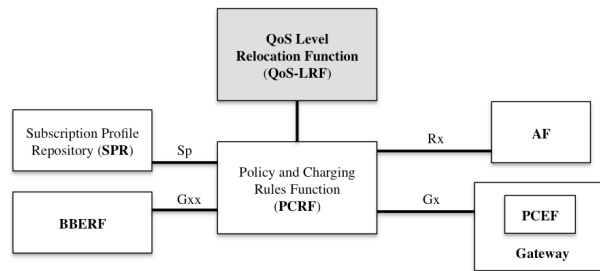 QoS Level
Relocation Function
(QoS-LRF)
Subscription Profile
Repository (SPR)
Sp
Rx
AF
Policy and Charging
Rules Function
(PCRF)
BBERF
Gxx
Gx
PCEF
Gateway